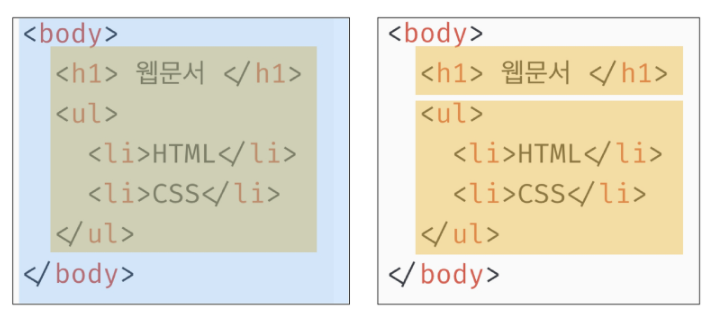 <body>
<h1> 웹문서 </h1>
<ul>
<li>HTML</li>
<li>CSS</li>
</ul>
</body>
<body>
<h1> 웹문서 </h1>
<ul>
<li>HTML</li>
<li>CSS</li>
</ul>
</body>